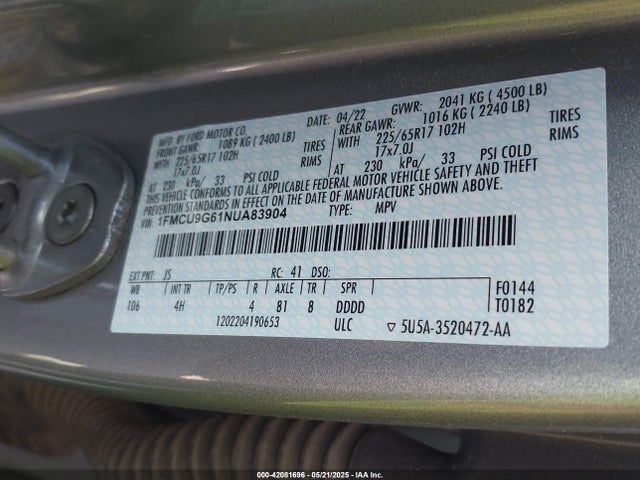 MFD. BY FORD MOTOR CO.
DATE: 04/22 GVWR: 2041 KG ( 4500 LB)
FRONT GAWR: 1089 KG ( 2400 LB) REAR GAWR: 1016 KG ( 2240 LB)
WITH 225/65R17 102H TIRES WITH 225/65R17 102H TIRES
17x7.0J RIMS 17x7.0J RIMS
AT 230 kPa/ 33 PSI COLD AT 230 kPa/ 33 PSI COLD
THIS VEHICLE CONFORMS TO ALL APPLICABLE FEDERAL MOTOR VEHICLE SAFETY AND THEFT
PREVENTION STANDARDS IN EFFECT ON THE DATE OF MANUFACTURE SHOWN ABOVE.
VIN: 1FMCU9G61NUA83904 TYPE: MPV
EXT PNT: JS RC: 41 DSO:
WB INT TR TP/PS R AXLE TR SPR F0144
106 4H 4 81 8 DDDD T0182
1202204190653 ULC 5U5A-3520472-AA
000-42081696 - 05/21/2025 - IAA Inc.